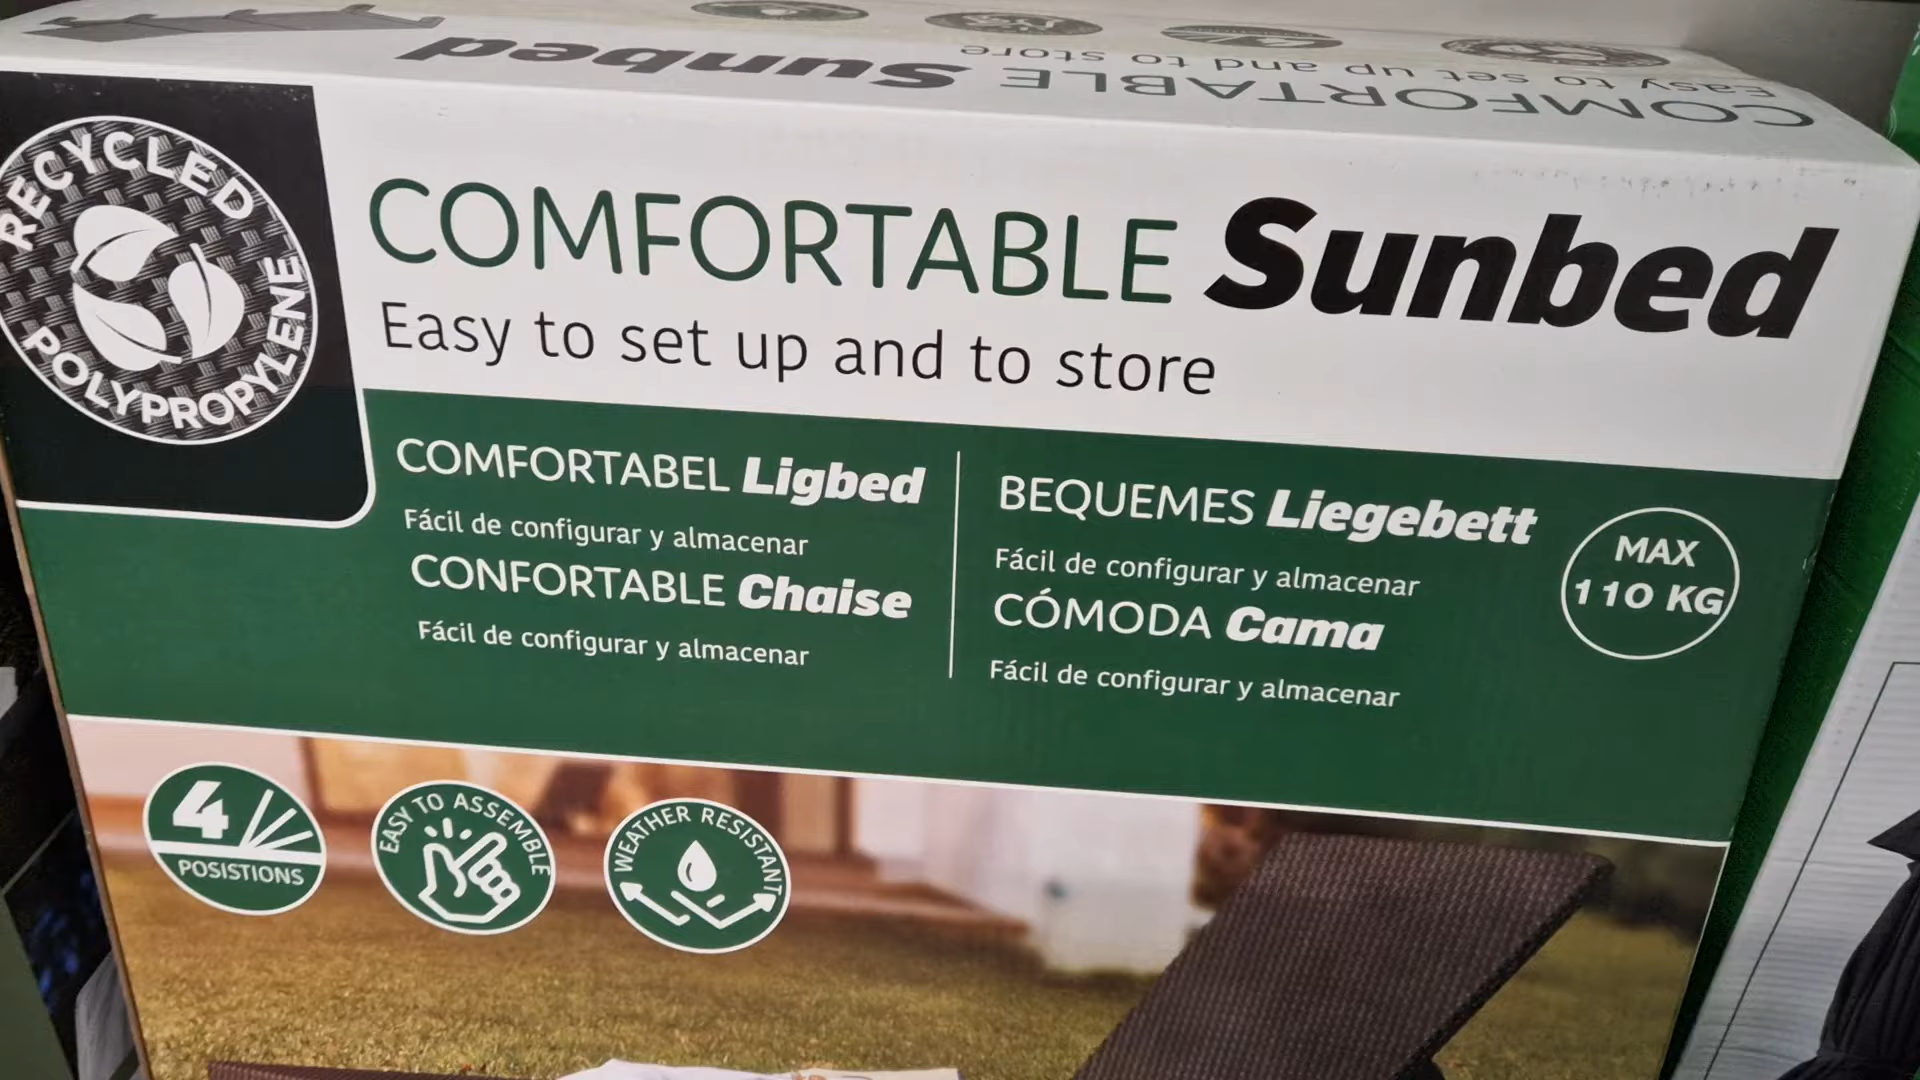 COMFORTABLE Sunbed
Easy to set up and to store
RECYCLED
POLYPROPYLENE
COMFORTABLE Sunbed
Easy to set up and to store
COMFORTABEL Ligbed
Fácil de configurar y almacenar
CONFORTABLE Chaise
Fácil de configurar y almacenar
BEQUEMES Liegebett
Fácil de configurar y almacenar
CÓMODA Cama
Fácil de configurar y almacenar
MAX
110 KG
4
POSISTIONS
EASY TO ASSEMBLE
WEATHER RESISTANT